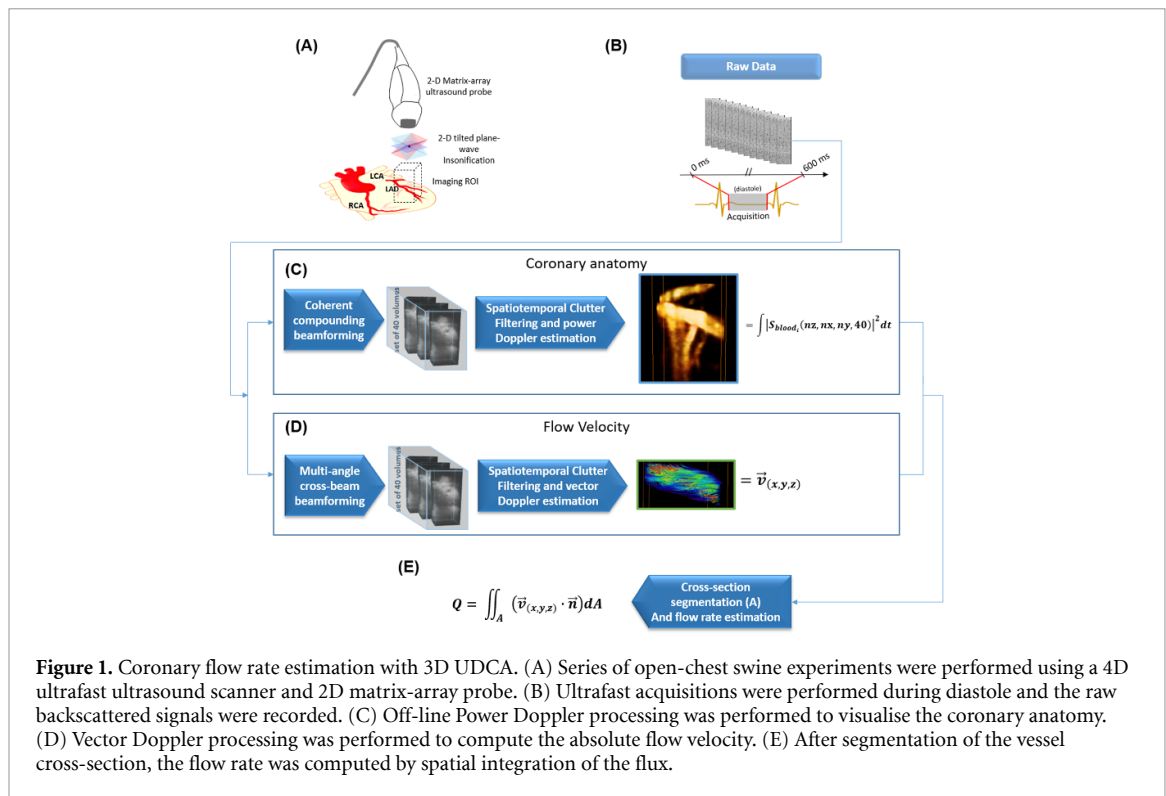 (A)
2-D Matrix-array
ultrasound probe
2-D tilted plane-
wave
Insonification
Imaging ROI
LCA
LAD
RCA
(B)
Raw Data
0 ms
//
600 ms
(diastole)
Acquisition
(C)
Coronary anatomy
Coherent
compounding
beamforming
set of 40 volumes
Spatiotemporal Clutter
Filtering and power
Doppler estimation
= ∫|S_{blood_i}(nz, nx, ny, 40)|² dt
(D)
Flow Velocity
Multi-angle
cross-beam
beamforming
set of 40 volumes
Spatiotemporal Clutter
Filtering and vector
Doppler estimation
= v⃗_{(x,y,z)}
(E)
Q = ∬_A (v⃗_{(x,y,z)} · n⃗)dA
Cross-section
segmentation (A)
And flow rate estimation
Figure 1. Coronary flow rate estimation with 3D UDCA. (A) Series of open-chest swine experiments were performed using a 4D
ultrafast ultrasound scanner and 2D matrix-array probe. (B) Ultrafast acquisitions were performed during diastole and the raw
backscattered signals were recorded. (C) Off-line Power Doppler processing was performed to visualise the coronary anatomy.
(D) Vector Doppler processing was performed to compute the absolute flow velocity. (E) After segmentation of the vessel
cross-section, the flow rate was computed by spatial integration of the flux.